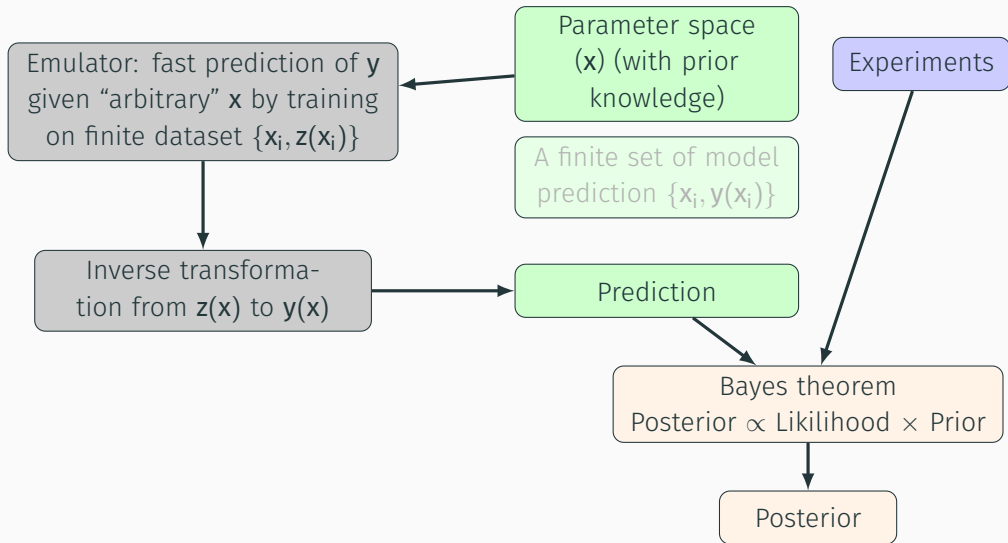 Parameter space
(x) (with prior
knowledge)
Experiments
Emulator: fast prediction of y
given “arbitrary” x by training
on finite dataset {xᵢ, z(xᵢ)}
A finite set of model
prediction {xᵢ, y(xᵢ)}
Inverse transforma-
tion from z(x) to y(x)
Prediction
Bayes theorem
Posterior ∝ Likilihood × Prior
Posterior